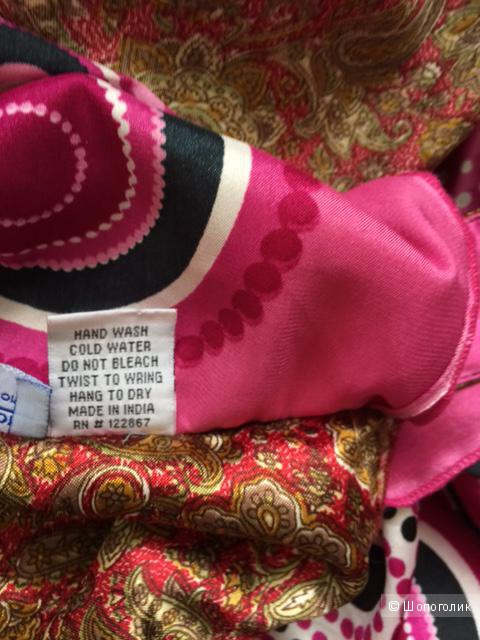 HAND WASH
COLD WATER
DO NOT BLEACH
TWIST TO WRING
HANG TO DRY
MADE IN INDIA
RN # 122867
© Шопоголик